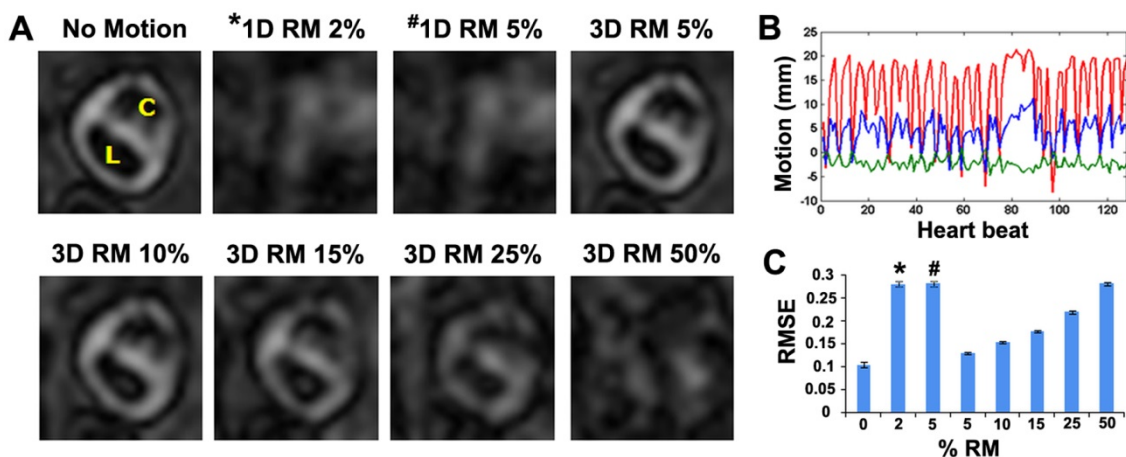 A
No Motion
*1D RM 2%
#1D RM 5%
3D RM 5%
C
L
3D RM 10%
3D RM 15%
3D RM 25%
3D RM 50%
B
Motion (mm)
25
20
15
10
5
0
-5
-10
0 20 40 60 80 100 120
Heart beat
C
RMSE
0.3
0.25
0.15
0.2
0.1
0.05
0
* #
0 2 5 5 10 15 25 50
% RM